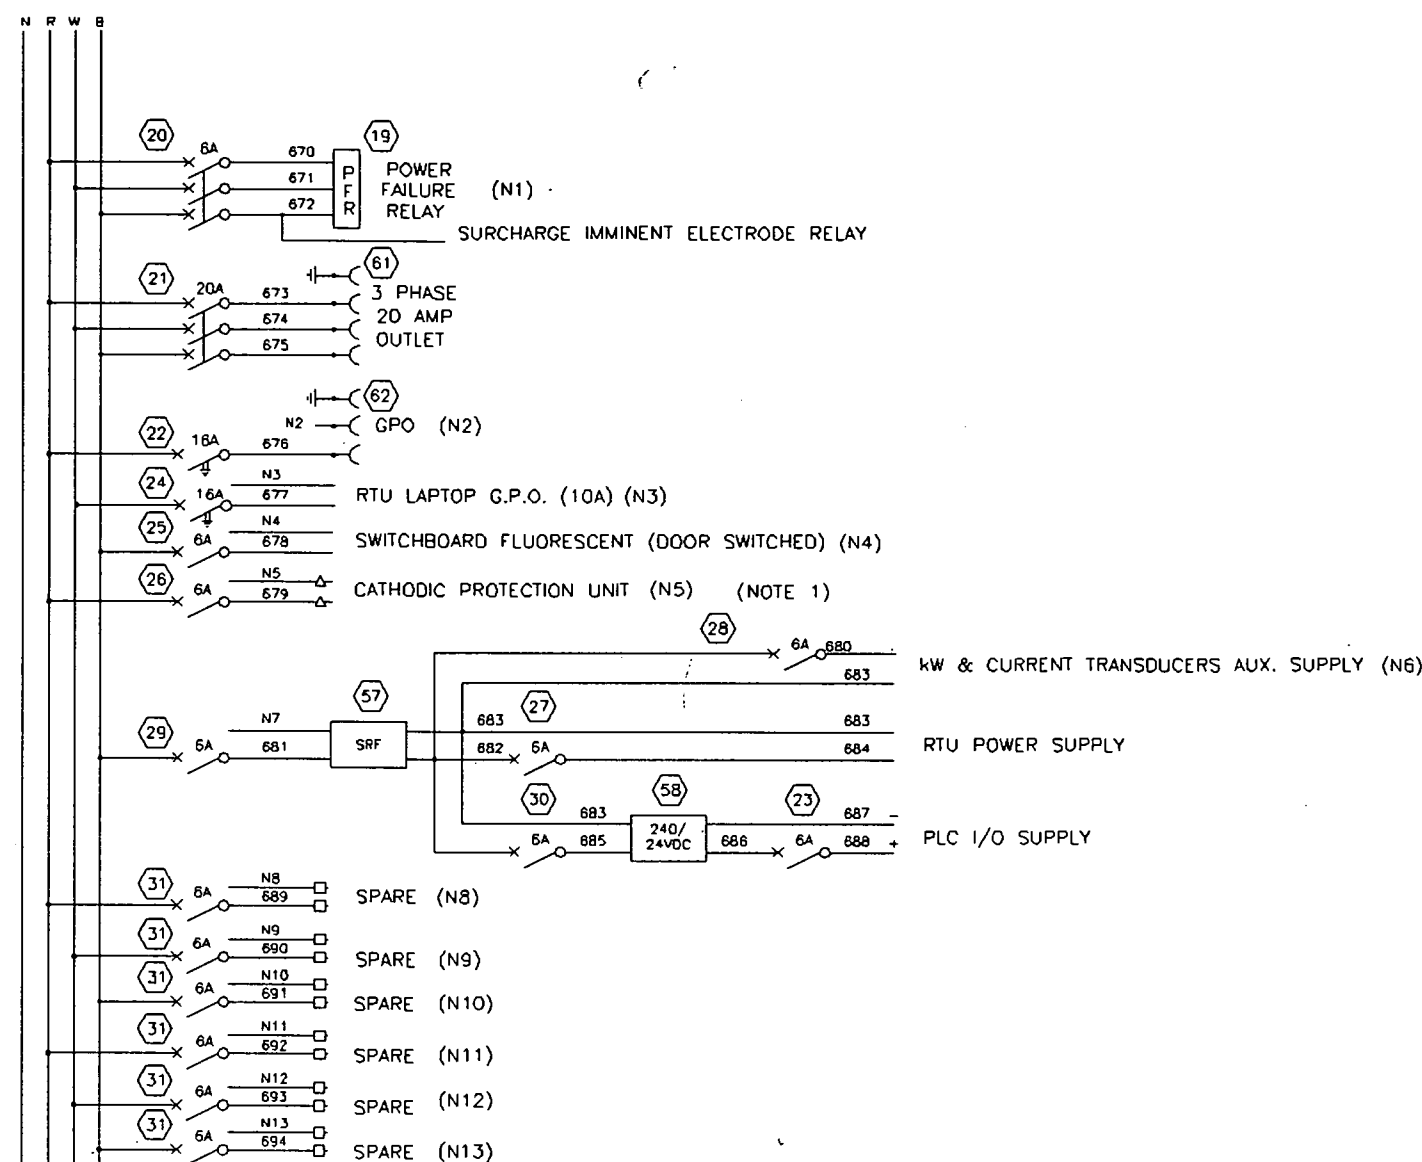 N R W B
20
6A
670
671
672
PFR
19
POWER
FAILURE
RELAY
(N1)
SURCHARGE IMMINENT ELECTRODE RELAY
21
20A
673
674
675
61
3 PHASE
20 AMP
OUTLET
62
N2
GPO (N2)
22
16A
676
24
16A
N3
677
RTU LAPTOP G.P.O. (10A) (N3)
25
6A
N4
678
SWITCHBOARD FLUORESCENT (DOOR SWITCHED) (N4)
26
6A
N5
679
CATHODIC PROTECTION UNIT (N5) (NOTE 1)
28
6A
680
683
kW & CURRENT TRANSDUCERS AUX. SUPPLY (N6)
29
6A
N7
681
57
SRF
683
682
27
6A
683
684
RTU POWER SUPPLY
30
6A
683
685
58
240/
24VDC
686
23
6A
687 −
688 +
PLC I/O SUPPLY
31
6A
N8
689
SPARE (N8)
31
6A
N9
690
SPARE (N9)
31
6A
N10
691
SPARE (N10)
31
6A
N11
692
SPARE (N11)
31
6A
N12
693
SPARE (N12)
31
6A
N13
694
SPARE (N13)